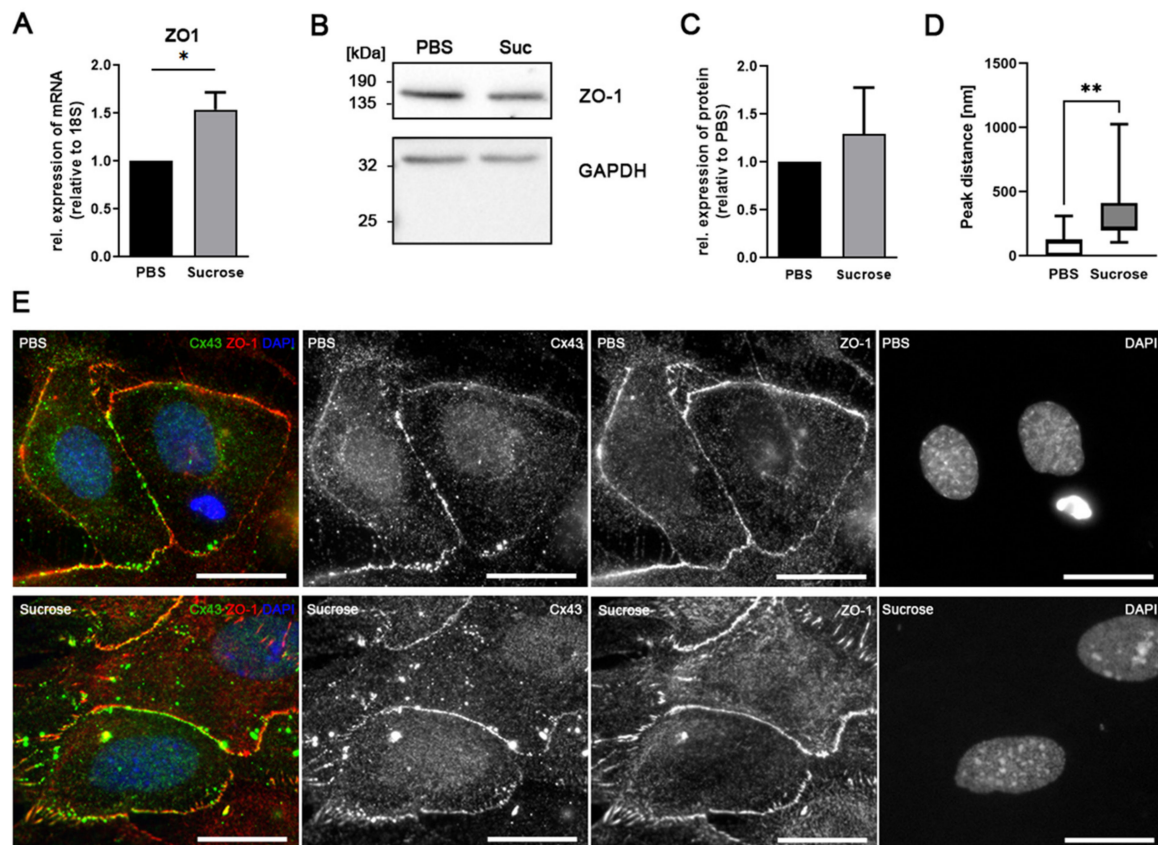 A
ZO1
*
rel. expression of mRNA
(relative to 18S)
2.0
1.5
1.0
0.5
0.0
PBS Sucrose
B
[kDa] PBS Suc
190
135
ZO-1
32
25
GAPDH
C
rel. expression of protein
(relative to PBS)
2.0
1.5
1.0
0.5
0.0
PBS Sucrose
D
**
Peak distance [nm]
1500
1000
500
0
PBS Sucrose
E
PBS Cx43 ZO-1 DAPI
PBS Cx43
PBS ZO-1
PBS DAPI
Sucrose Cx43 ZO-1 DAPI
Sucrose Cx43
Sucrose ZO-1
Sucrose DAPI